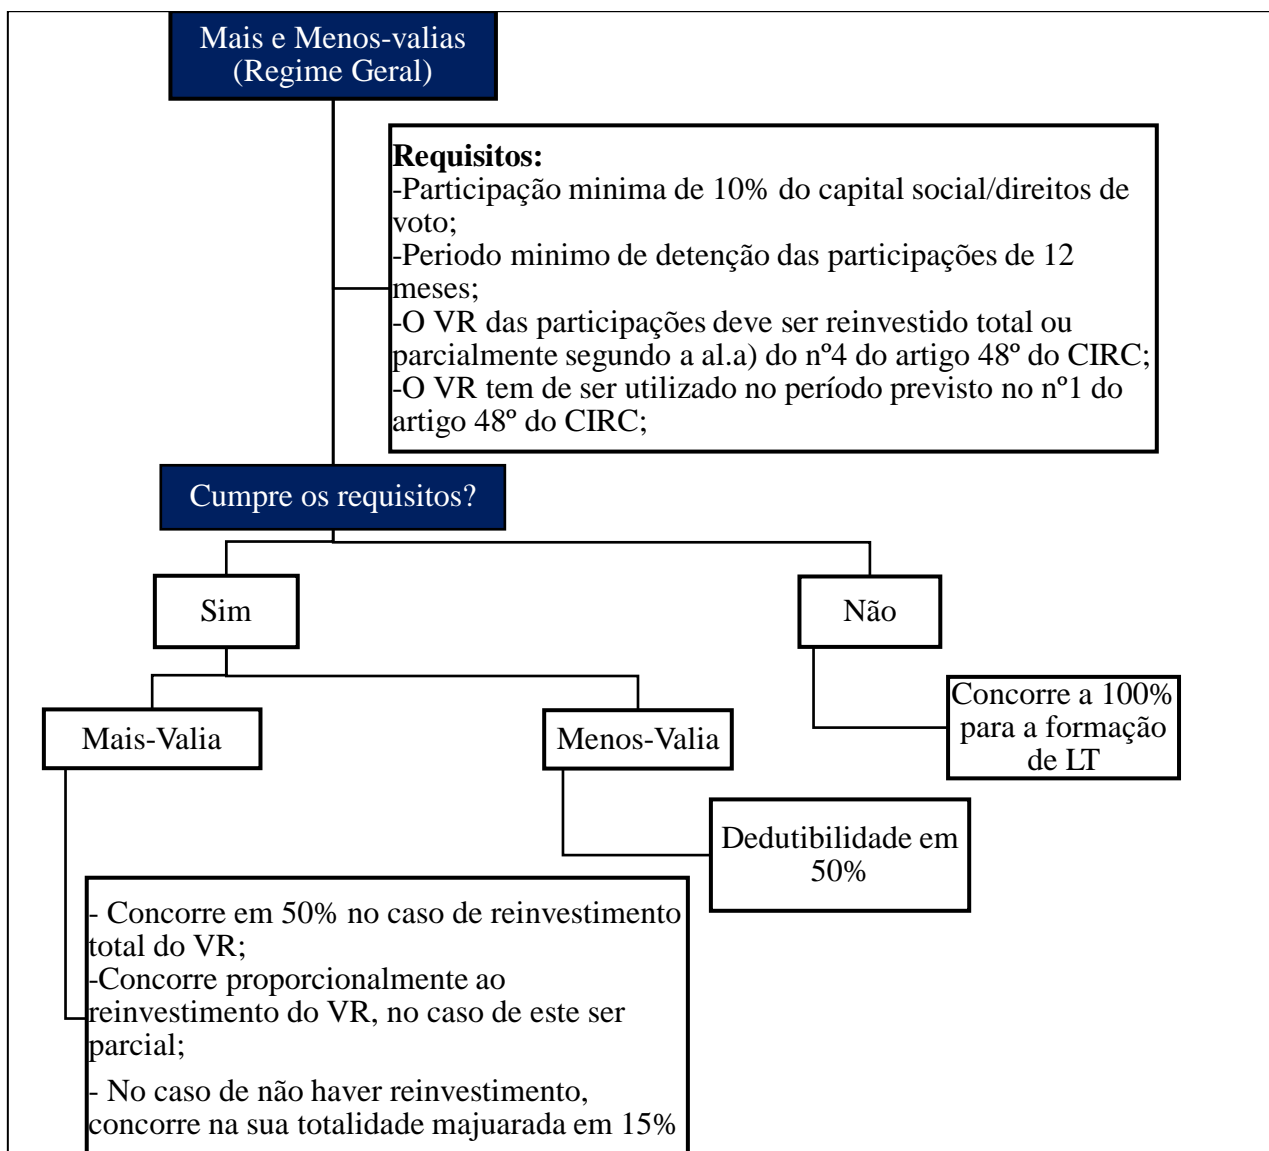 Mais e Menos-valias
(Regime Geral)
Requisitos:
-Participação minima de 10% do capital social/direitos de
voto;
-Periodo minimo de detenção das participações de 12
meses;
-O VR das participações deve ser reinvestido total ou
parcialmente segundo a al.a) do nº4 do artigo 48º do CIRC;
-O VR tem de ser utilizado no período previsto no nº1 do
artigo 48º do CIRC;
Cumpre os requisitos?
Sim
Não
Concorre a 100%
para a formação
de LT
Mais-Valia
Menos-Valia
Dedutibilidade em
50%
- Concorre em 50% no caso de reinvestimento
total do VR;
-Concorre proporcionalmente ao
reinvestimento do VR, no caso de este ser
parcial;
- No caso de não haver reinvestimento,
concorre na sua totalidade majuarada em 15%